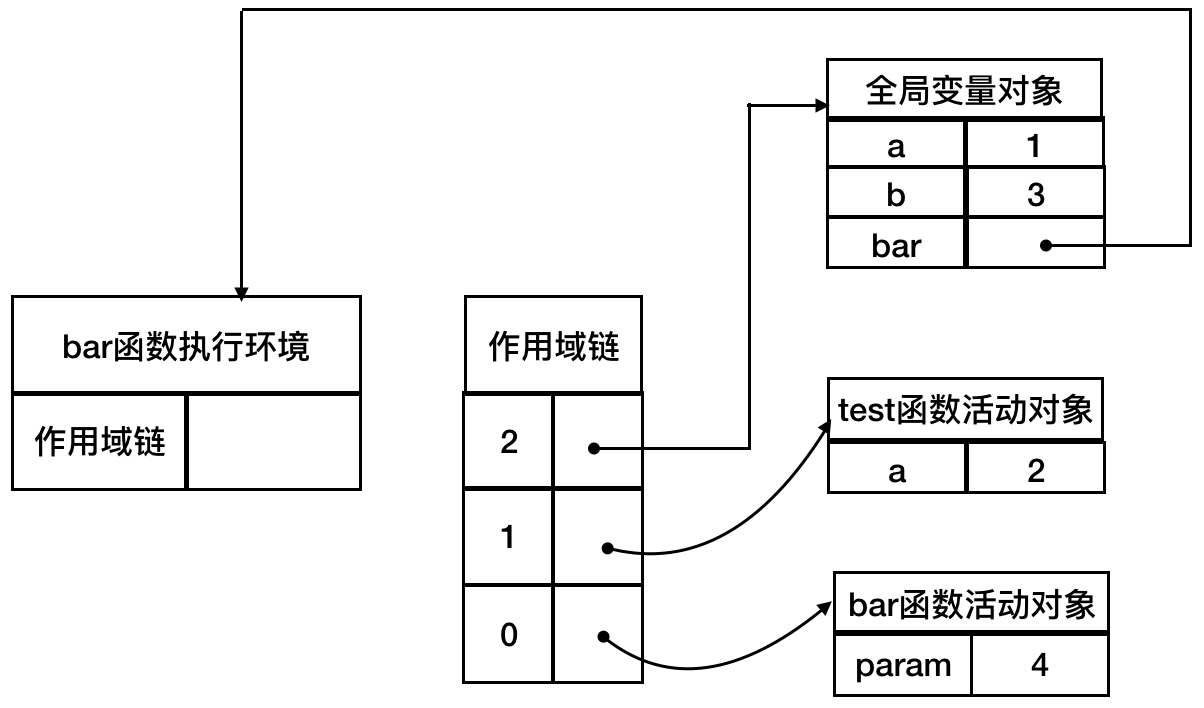 全局变量对象
a 1
b 3
bar
bar函数执行环境
作用域链
作用域链
2
1
0
test函数活动对象
a 2
bar函数活动对象
param 4